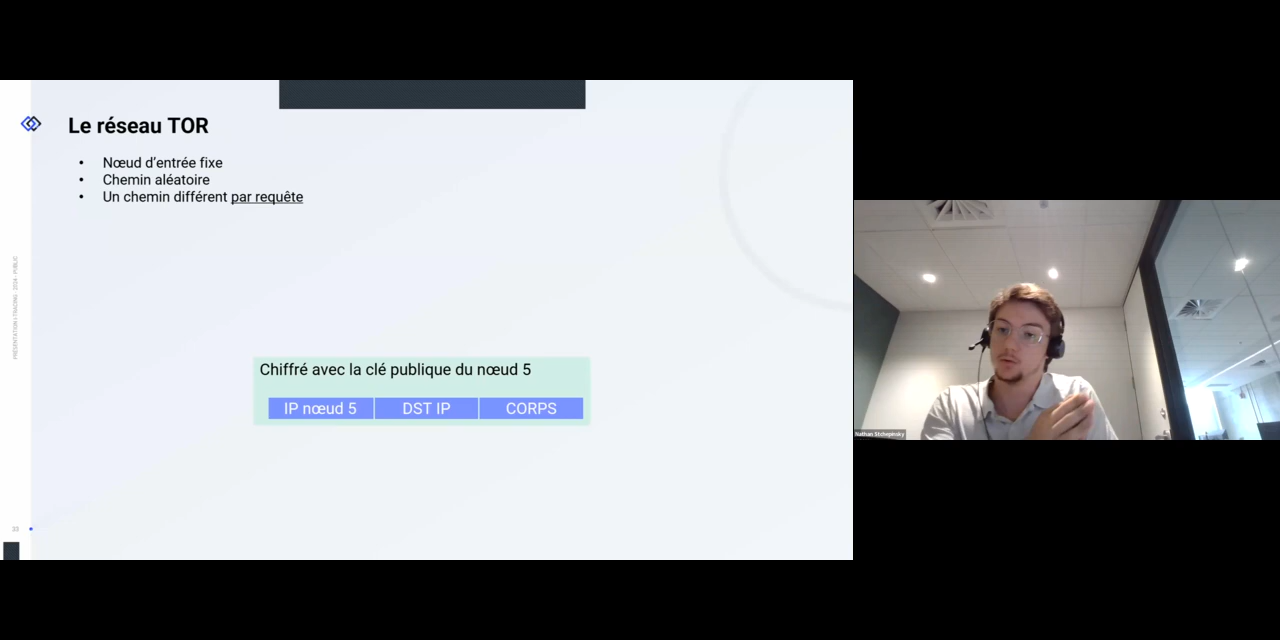 Le réseau TOR
• Nœud d’entrée fixe
• Chemin aléatoire
• Un chemin différent par requête
Chiffré avec la clé publique du nœud 5
IP nœud 5 DST IP CORPS
33
Nathan Stchepinsky